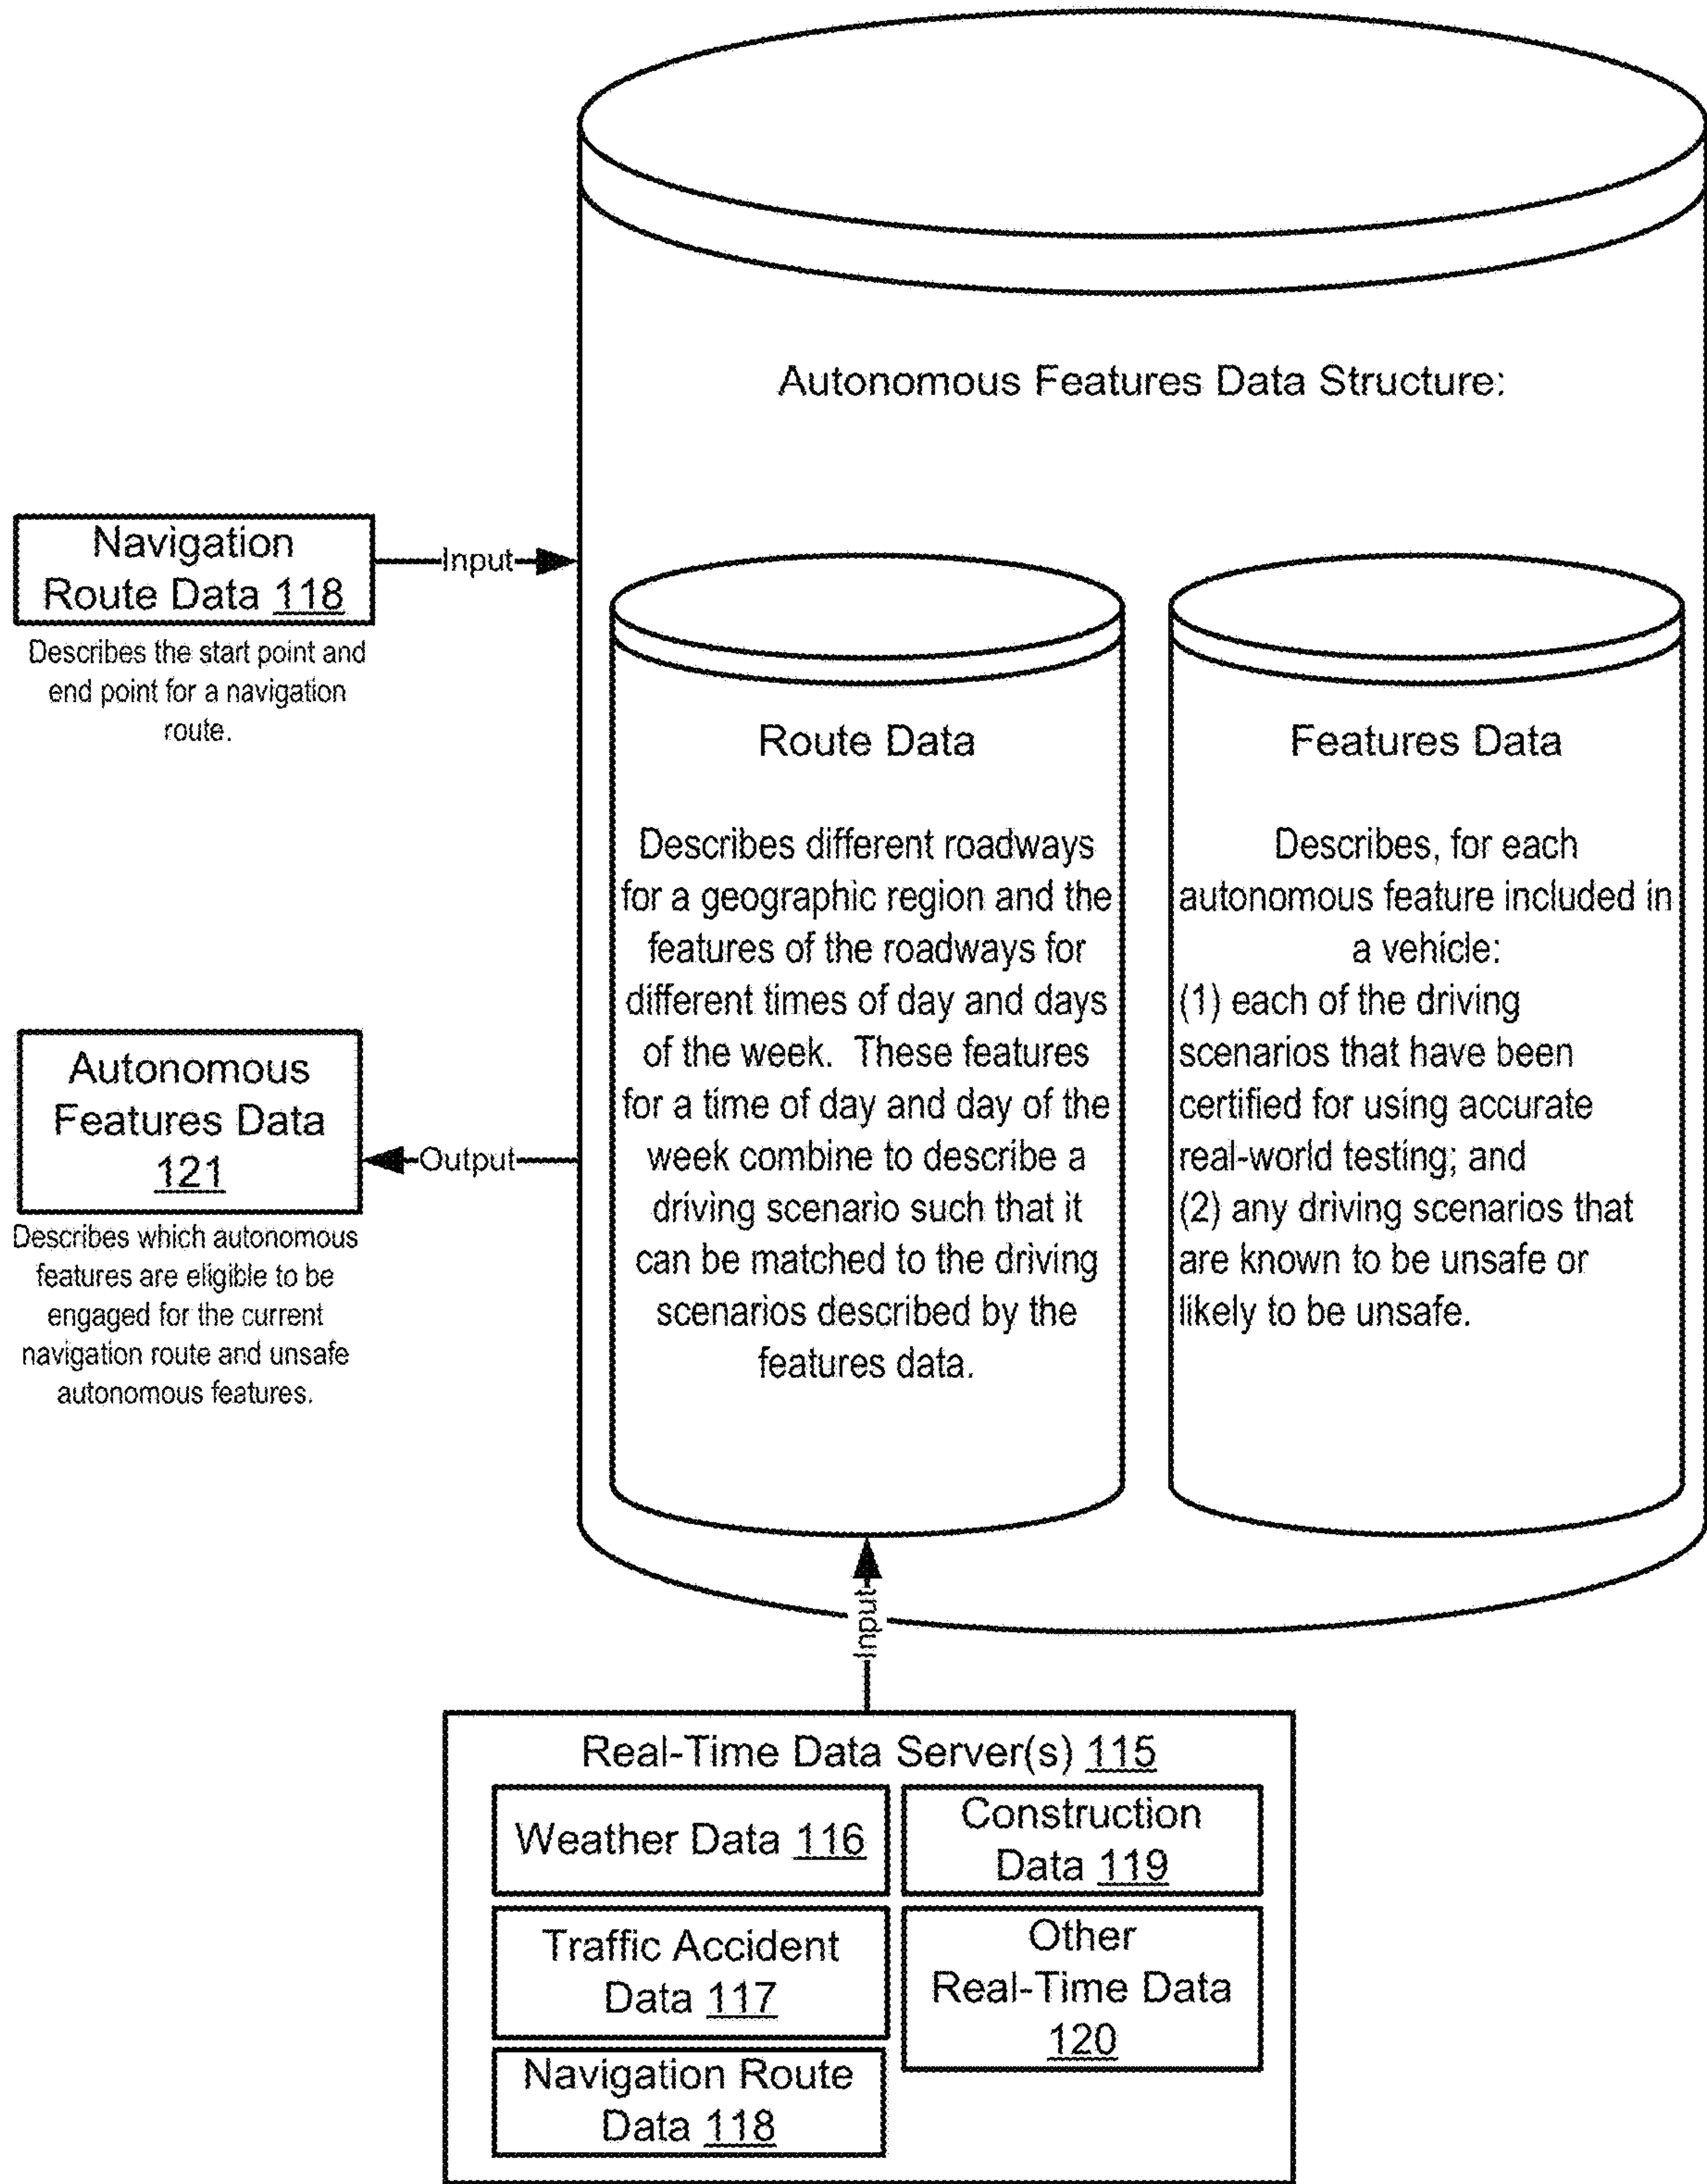 Autonomous Features Data Structure:
Navigation
Route Data 118
Input
Describes the start point and
end point for a navigation
route.
Autonomous
Features Data
121
Output
Describes which autonomous
features are eligible to be
engaged for the current
navigation route and unsafe
autonomous features.
Route Data
Describes different roadways
for a geographic region and the
features of the roadways for
different times of day and days
of the week. These features
for a time of day and day of the
week combine to describe a
driving scenario such that it
can be matched to the driving
scenarios described by the
features data.
Features Data
Describes, for each
autonomous feature included in
a vehicle:
(1) each of the driving
scenarios that have been
certified for using accurate
real-world testing; and
(2) any driving scenarios that
are known to be unsafe or
likely to be unsafe.
Input
Real-Time Data Server(s) 115
Weather Data 116
Construction
Data 119
Traffic Accident
Data 117
Other
Real-Time Data
120
Navigation Route
Data 118